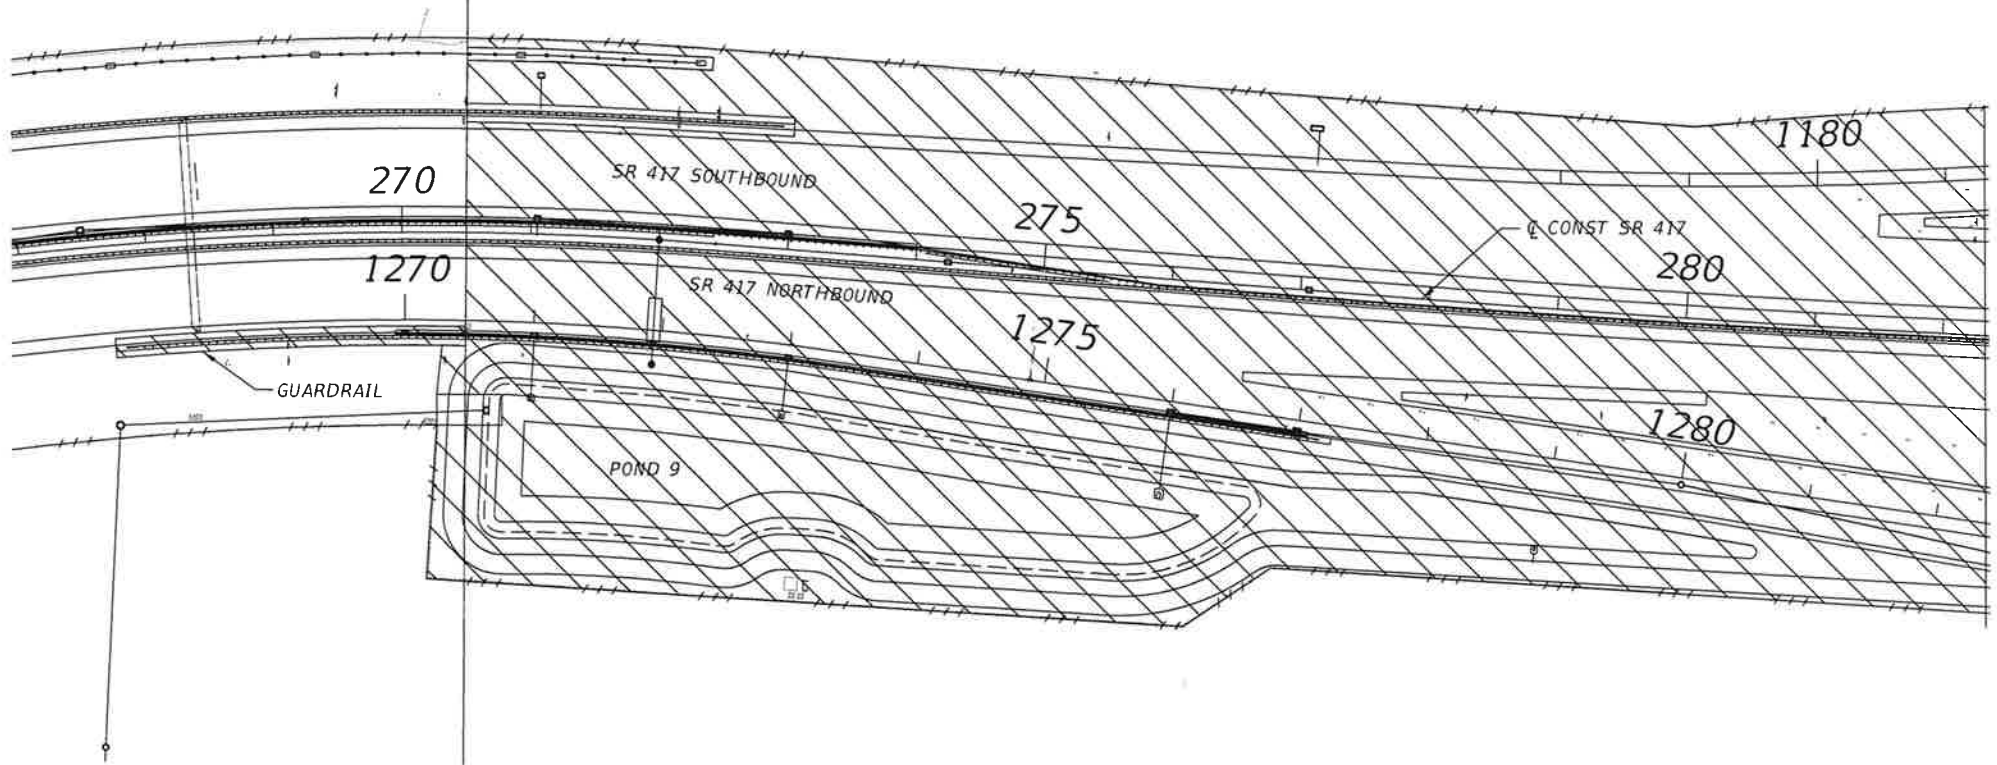 1180
270
SR 417 SOUTHBOUND
275
℄ CONST SR 417
280
1270
SR 417 NORTHBOUND
1275
GUARDRAIL
1280
POND 9